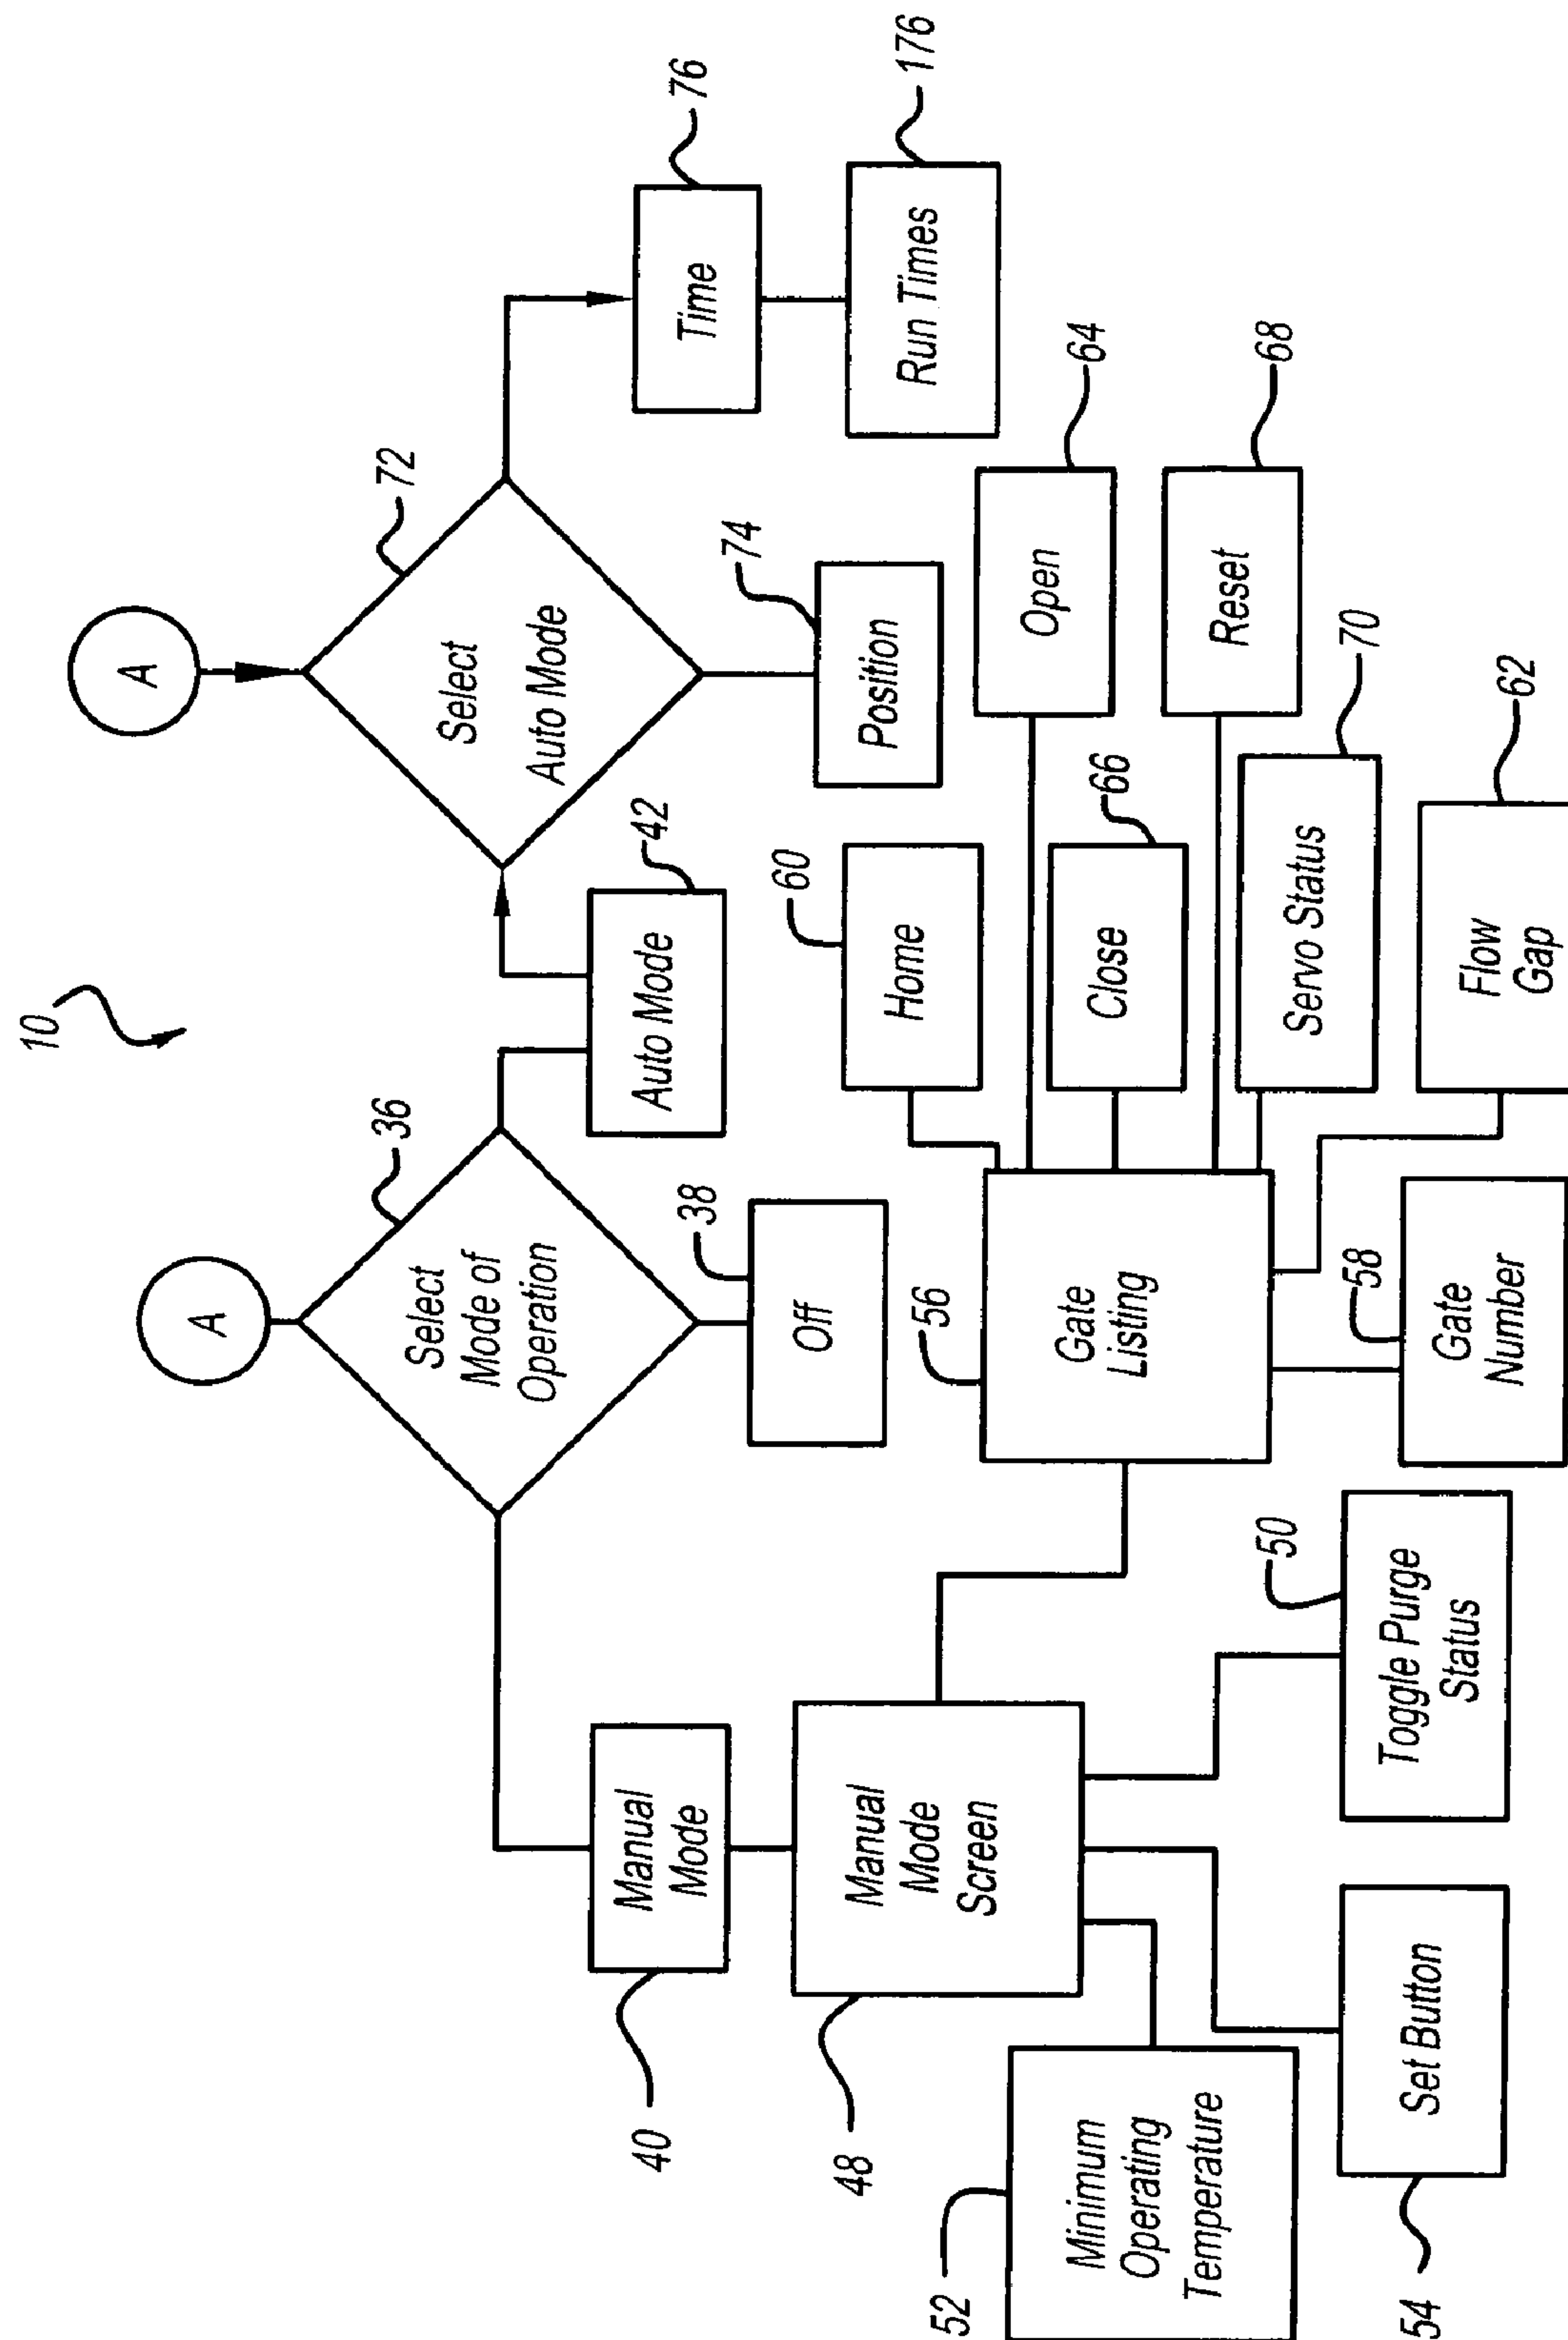 10
A
36
Select
Mode of
Operation
A
72
Select
Auto Mode
40
Manual
Mode
38
Off
42
Auto Mode
74
Position
76
Time
176
Run Times
48
Manual
Mode
Screen
52
Minimum
Operating
Temperature
54
Set Button
50
Toggle Purge
Status
56
Gate
Listing
58
Gate
Number
60
Home
64
Open
66
Close
68
Reset
70
Servo Status
62
Flow
Gap